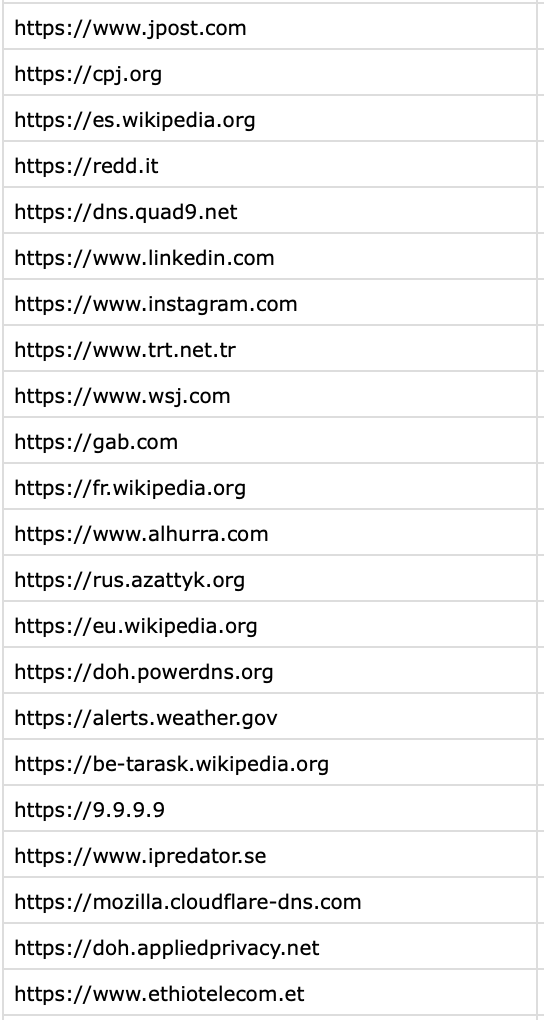 https://www.jpost.com
https://cpj.org
https://es.wikipedia.org
https://redd.it
https://dns.quad9.net
https://www.linkedin.com
https://www.instagram.com
https://www.trt.net.tr
https://www.wsj.com
https://gab.com
https://fr.wikipedia.org
https://www.alhurra.com
https://rus.azattyk.org
https://eu.wikipedia.org
https://doh.powerdns.org
https://alerts.weather.gov
https://be-tarask.wikipedia.org
https://9.9.9.9
https://www.ipredator.se
https://mozilla.cloudflare-dns.com
https://doh.appliedprivacy.net
https://www.ethiotelecom.et